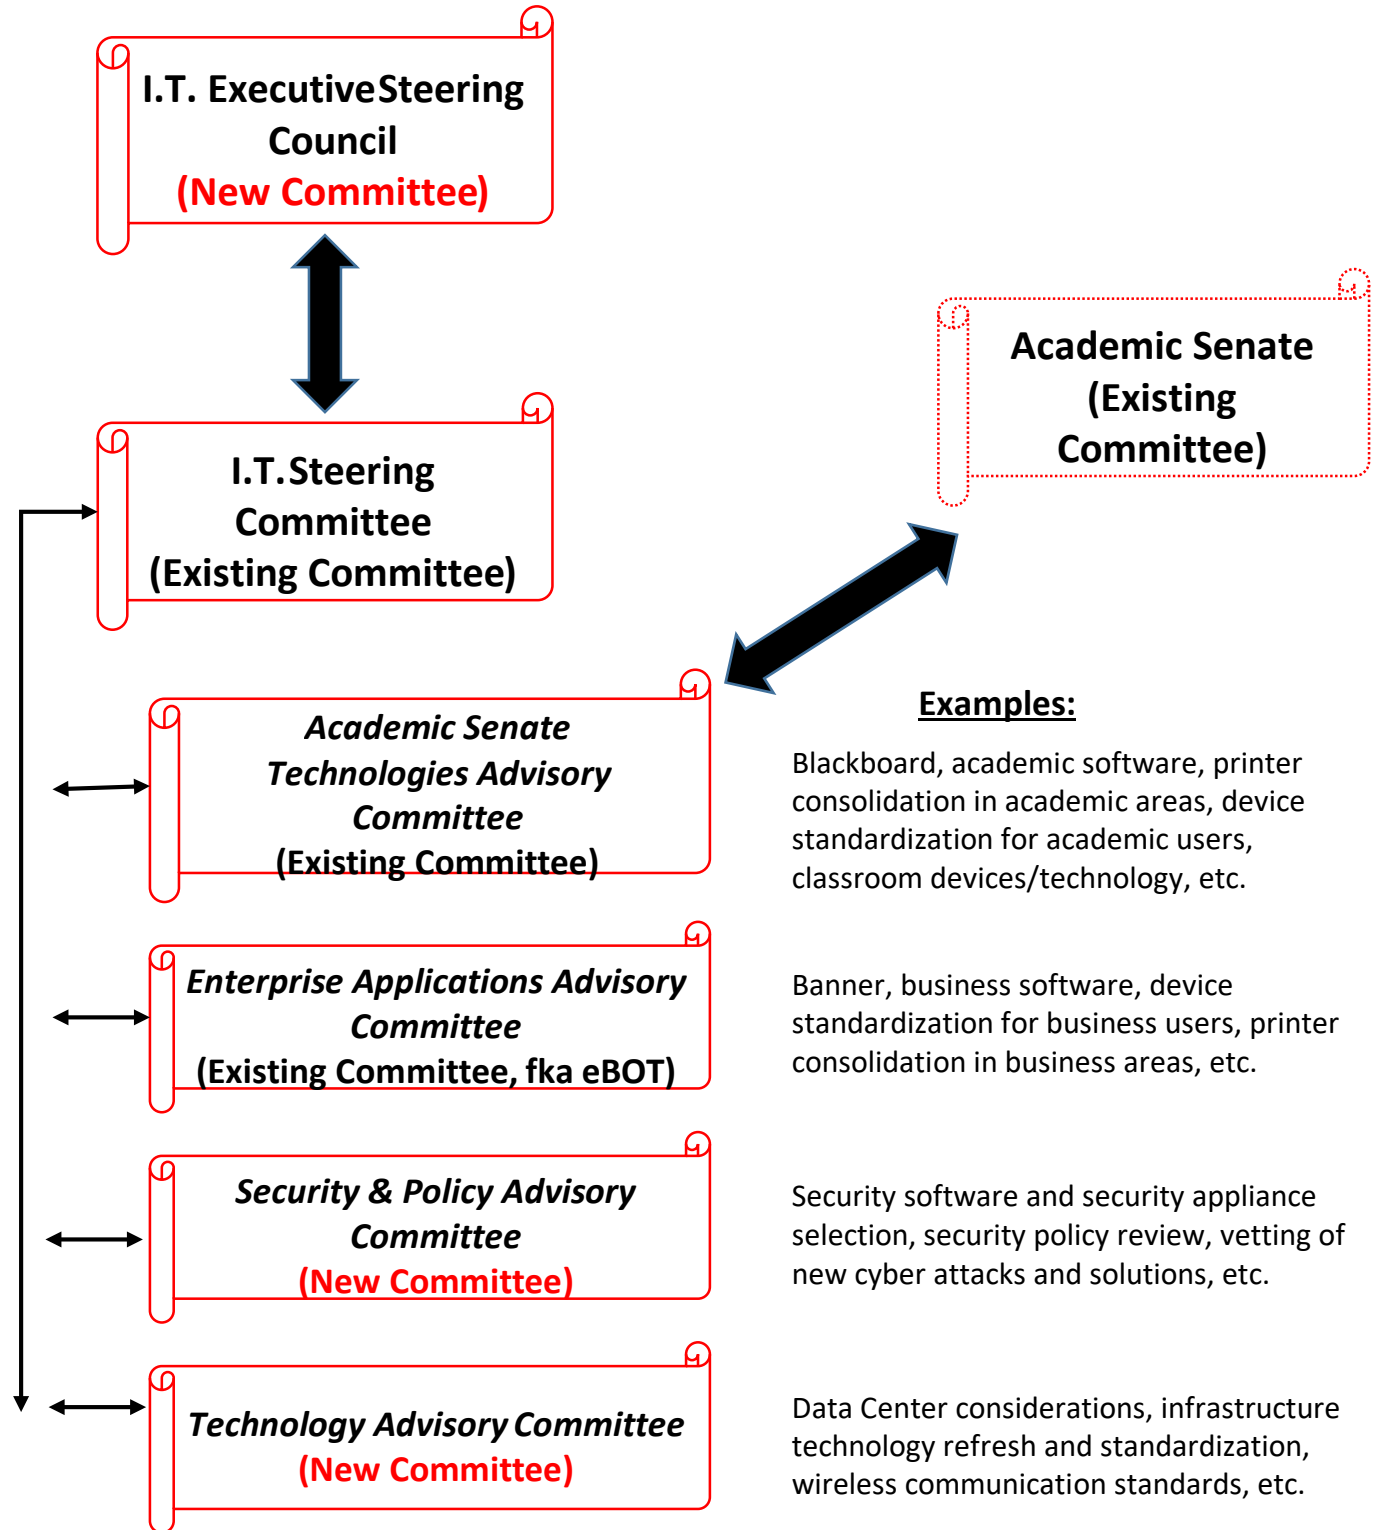 I.T. Executive Steering
Council
(New Committee)
Academic Senate
(Existing
Committee)
I.T. Steering
Committee
(Existing Committee)
Examples:
Academic Senate
Technologies Advisory
Committee
(Existing Committee)
Blackboard, academic software, printer
consolidation in academic areas, device
standardization for academic users,
classroom devices/technology, etc.
Enterprise Applications Advisory
Committee
(Existing Committee, fka eBOT)
Banner, business software, device
standardization for business users, printer
consolidation in business areas, etc.
Security & Policy Advisory
Committee
(New Committee)
Security software and security appliance
selection, security policy review, vetting of
new cyber attacks and solutions, etc.
Technology Advisory Committee
(New Committee)
Data Center considerations, infrastructure
technology refresh and standardization,
wireless communication standards, etc.